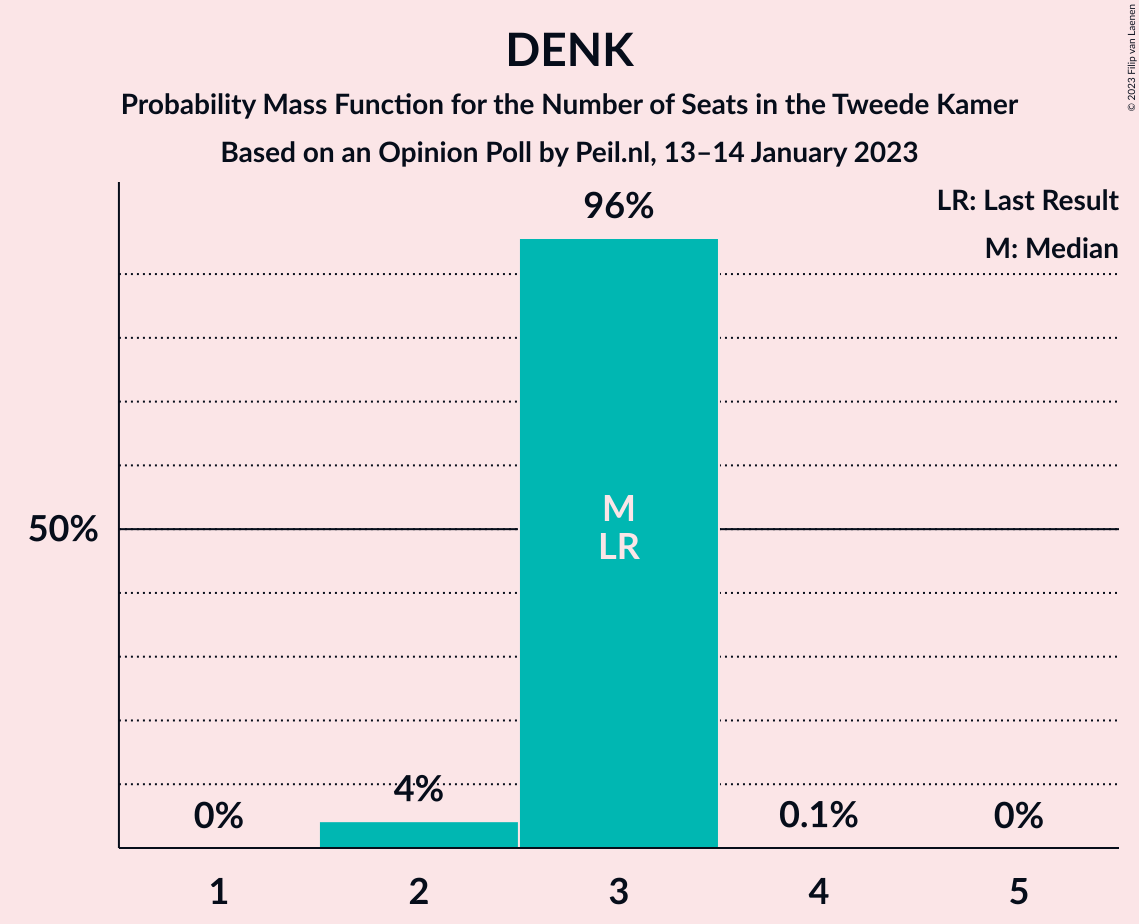 DENK
Probability Mass Function for the Number of Seats in the Tweede Kamer
Based on an Opinion Poll by Peil.nl, 13–14 January 2023
© 2023 Filip van Laenen
LR: Last Result
M: Median
96%
50%
M
LR
0%
4%
0.1%
0%
1
2
3
4
5